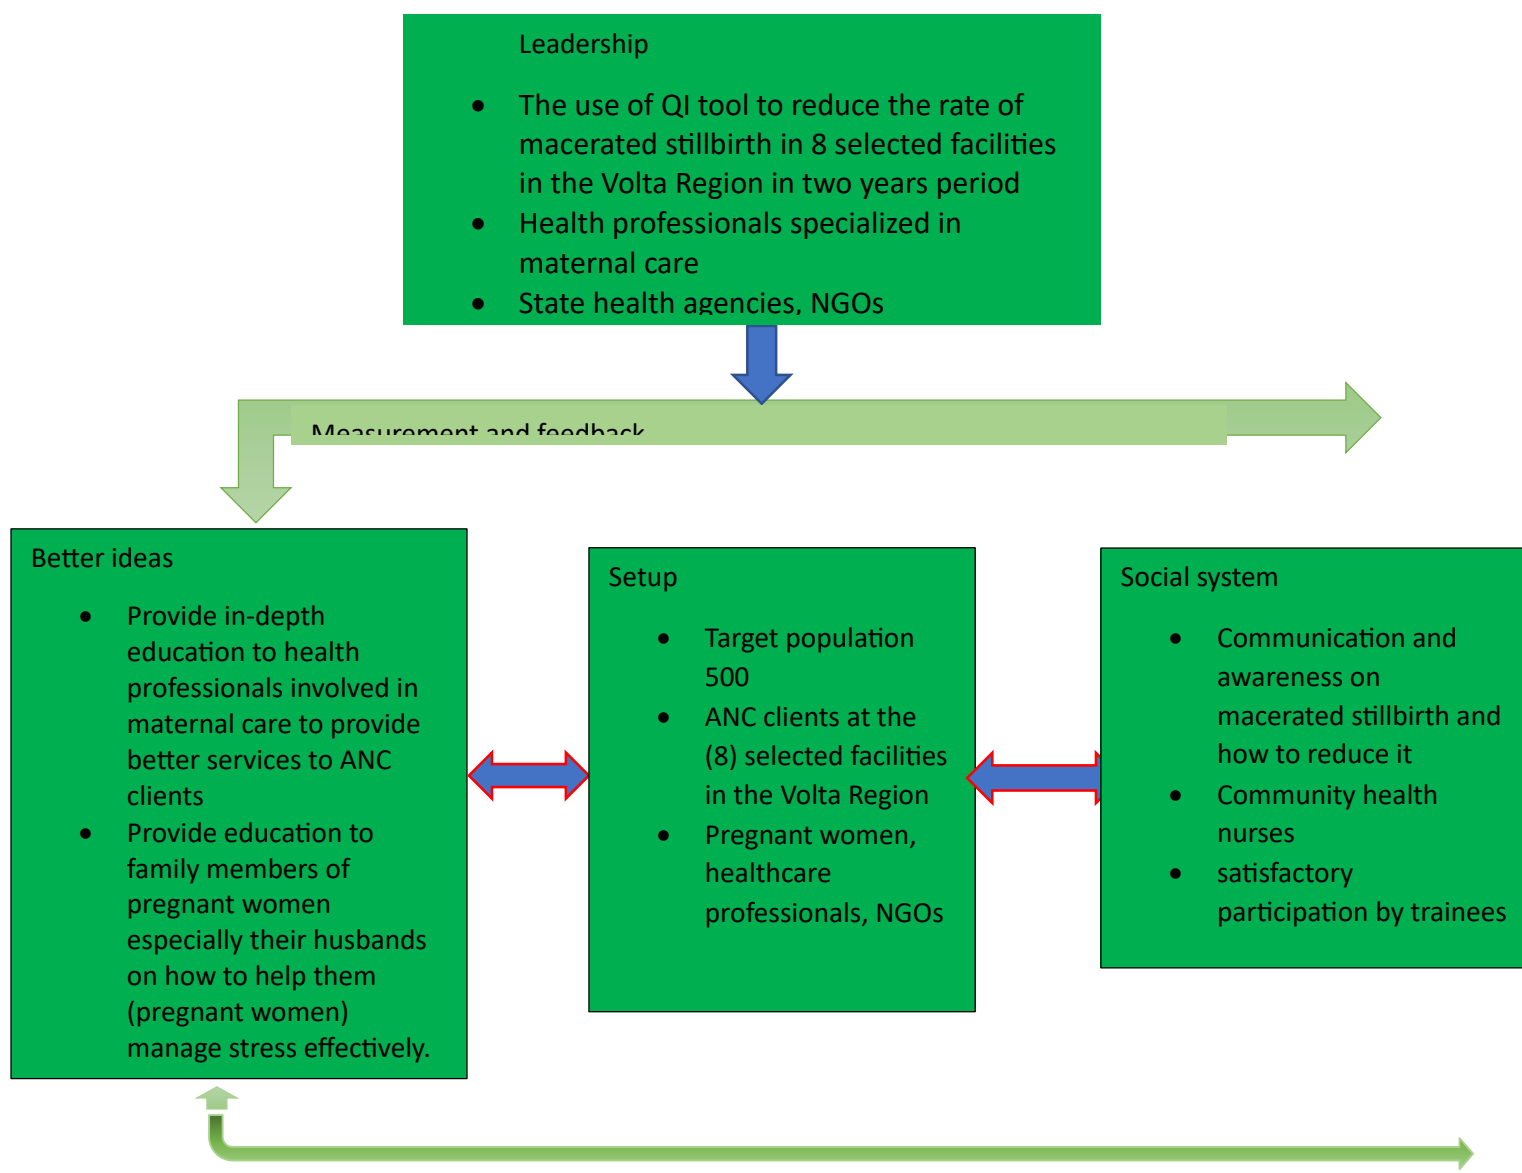 Leadership
• The use of QI tool to reduce the rate of
macerated stillbirth in 8 selected facilities
in the Volta Region in two years period
• Health professionals specialized in
maternal care
• State health agencies, NGOs
Measurement and feedback
Better ideas
• Provide in-depth
education to health
professionals involved in
maternal care to provide
better services to ANC
clients
• Provide education to
family members of
pregnant women
especially their husbands
on how to help them
(pregnant women)
manage stress effectively.
Setup
• Target population
500
• ANC clients at the
(8) selected facilities
in the Volta Region
• Pregnant women,
healthcare
professionals, NGOs
Social system
• Communication and
awareness on
macerated stillbirth and
how to reduce it
• Community health
nurses
• satisfactory
participation by trainees